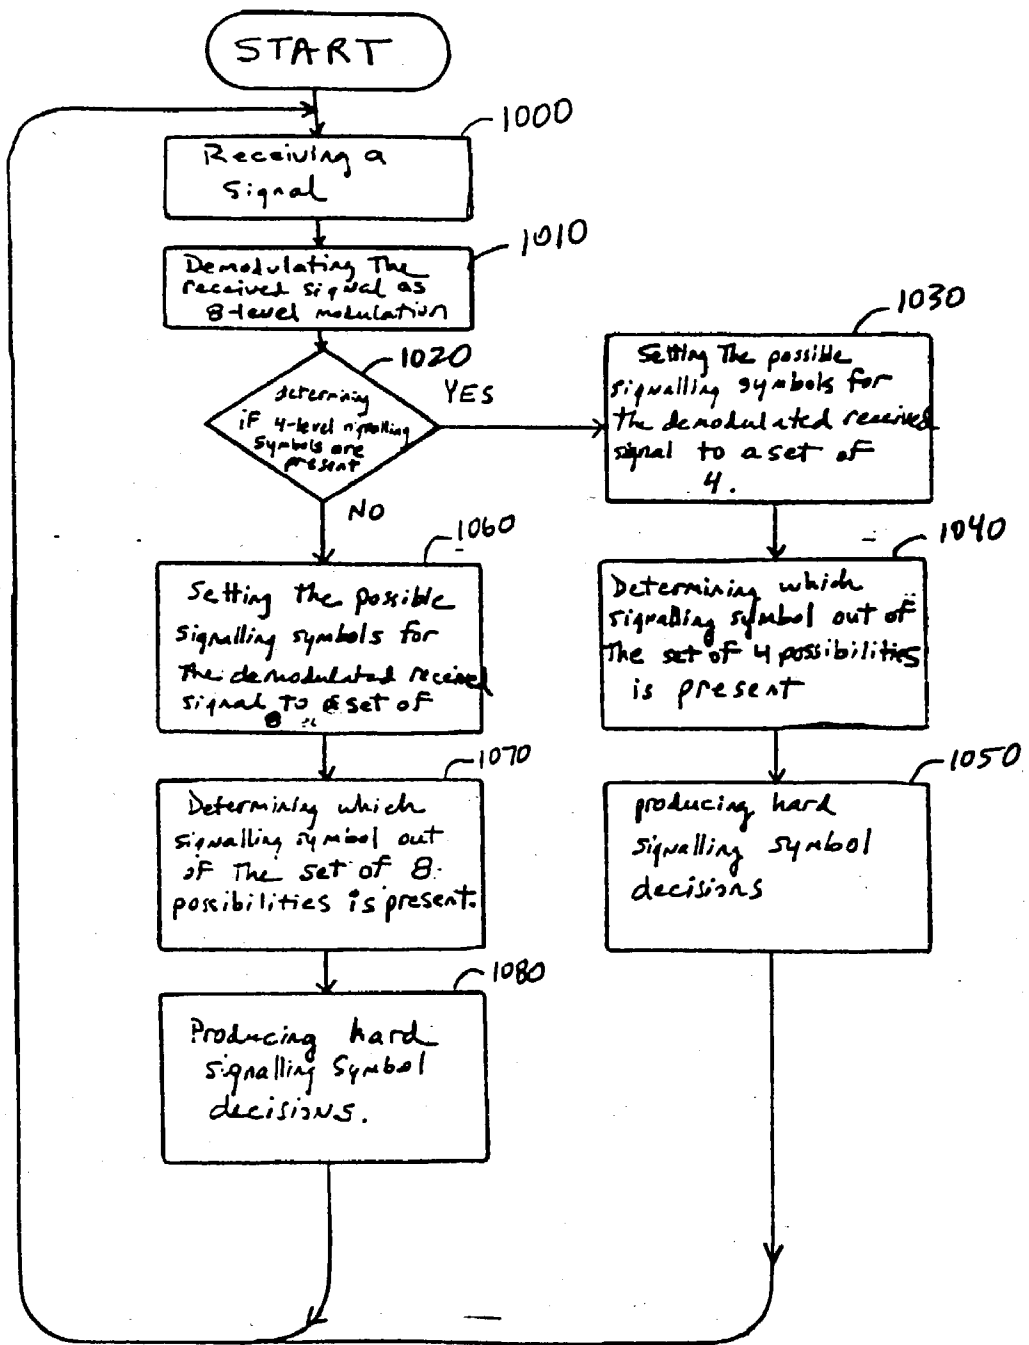 START
1000
Receiving a
signal
1010
Demodulating The
received signal as
8-level modulation
1020
determining
if 4-level signalling
symbols are
present
YES
NO
1030
Setting the possible
signalling symbols for
the demodulated received
signal to a set of
4.
1040
Determining which
signalling symbol out of
The set of 4 possibilities
is present
1050
producing hard
signalling symbol
decisions
1060
Setting the possible
signalling symbols for
The demodulated received
signal to a set of
8
1070
Determining which
signalling symbol out
of The set of 8
possibilities is present.
1080
Producing hard
signalling Symbol
decisions.